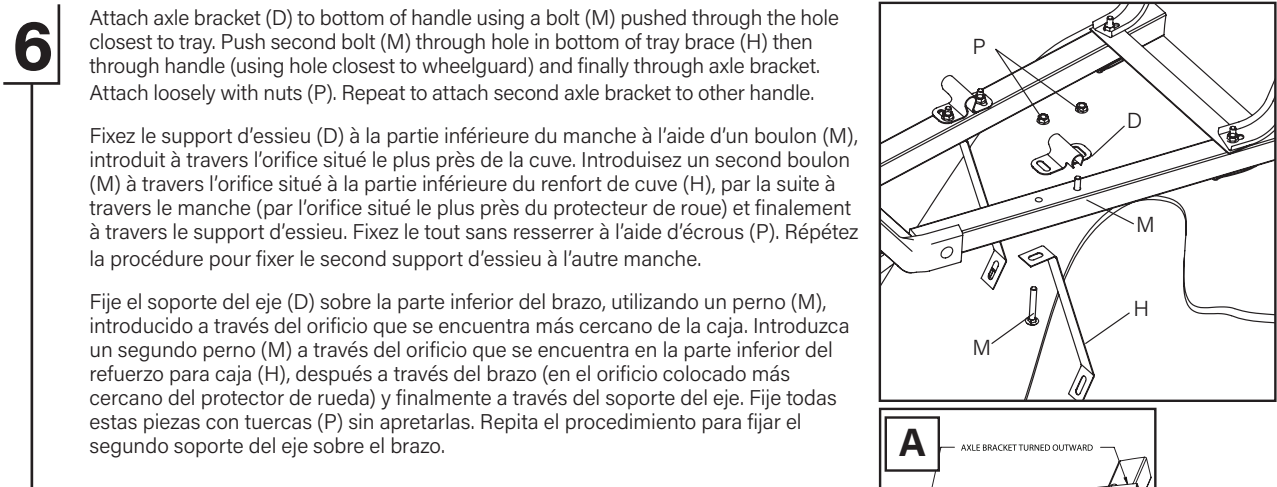 6
Attach axle bracket (D) to bottom of handle using a bolt (M) pushed through the hole
closest to tray. Push second bolt (M) through hole in bottom of tray brace (H) then
through handle (using hole closest to wheelguard) and finally through axle bracket.
Attach loosely with nuts (P). Repeat to attach second axle bracket to other handle.
Fixez le support d'essieu (D) à la partie inférieure du manche à l'aide d'un boulon (M),
introduit à travers l'orifice situé le plus près de la cuve. Introduisez un second boulon
(M) à travers l'orifice situé à la partie inférieure du renfort de cuve (H), par la suite à
travers le manche (par l'orifice situé le plus près du protecteur de roue) et finalement
à travers le support d'essieu. Fixez le tout sans resserrer à l'aide d'écrous (P). Répétez
la procédure pour fixer le second support d'essieu à l'autre manche.
Fije el soporte del eje (D) sobre la parte inferior del brazo, utilizando un perno (M),
introducido a través del orificio que se encuentra más cercano de la caja. Introduzca
un segundo perno (M) a través del orificio que se encuentra en la parte inferior del
refuerzo para caja (H), después a través del brazo (en el orificio colocado más
cercano del protector de rueda) y finalmente a través del soporte del eje. Fije todas
estas piezas con tuercas (P) sin apretarlas. Repita el procedimiento para fijar el
segundo soporte del eje sobre el brazo.
P
D
M
H
M
A
AXLE BRACKET TURNED OUTWARD